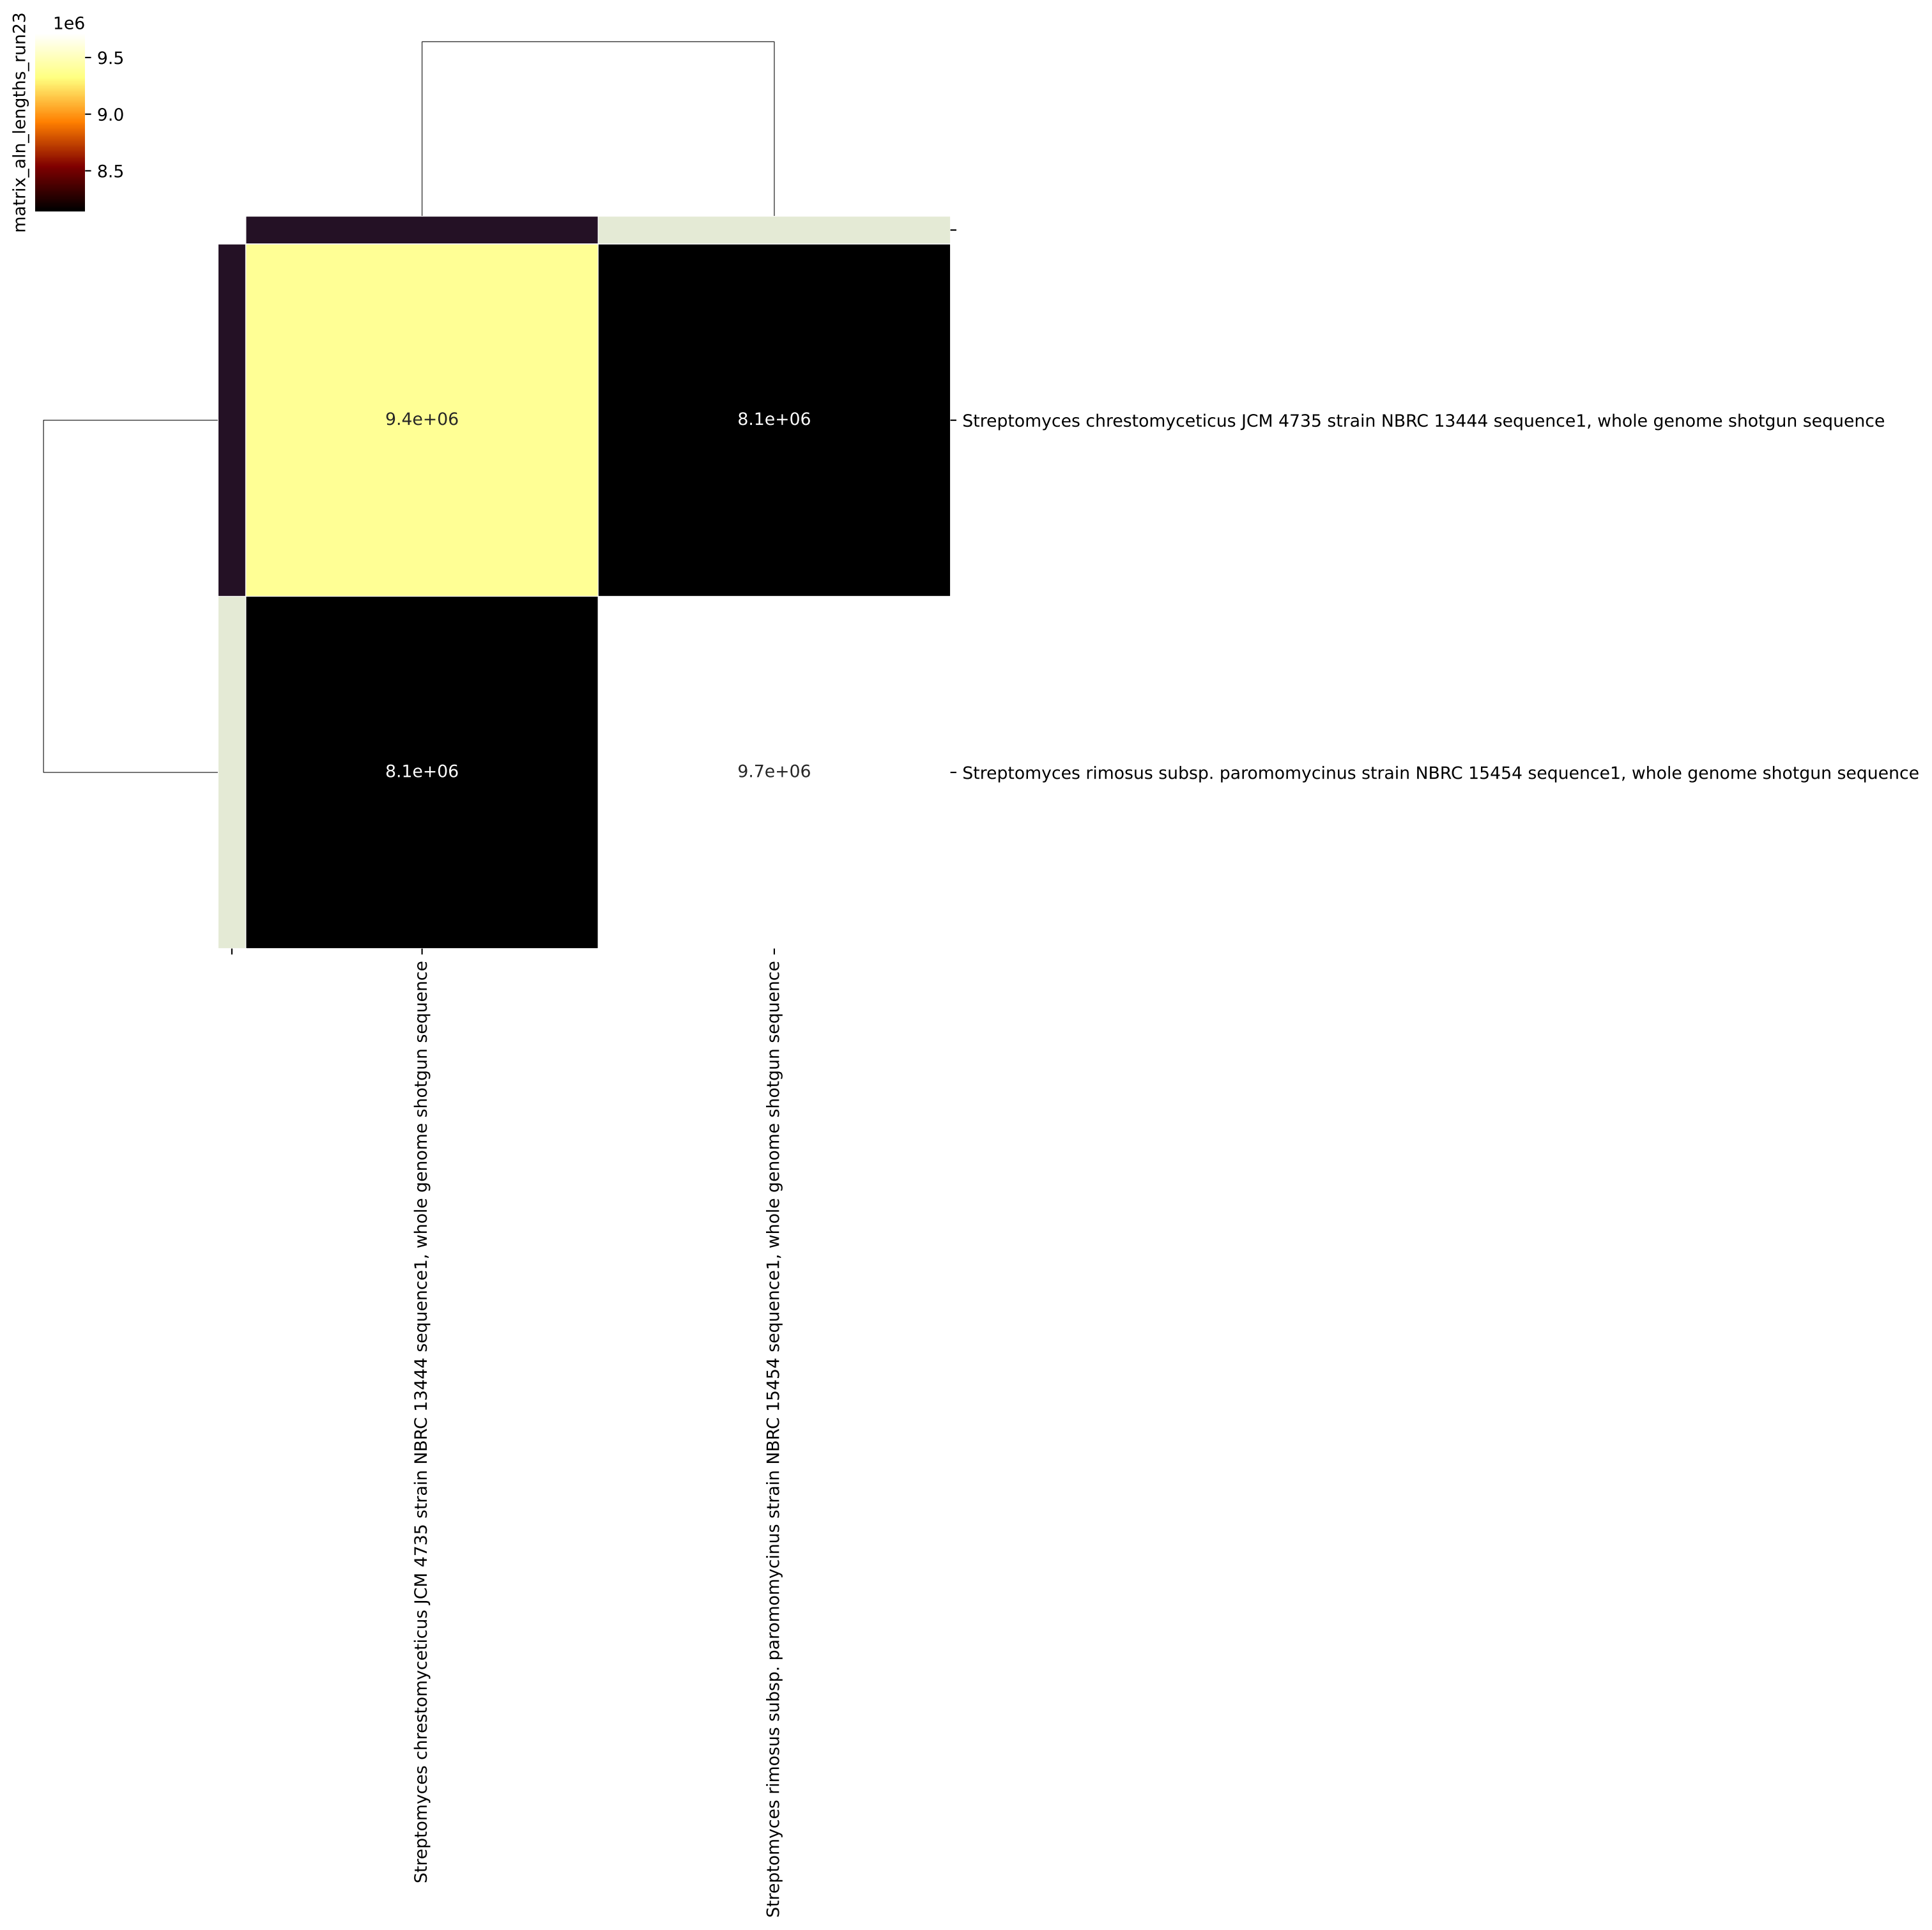 1e6
matrix_aln_lengths_run23
9.5
9.0
8.5
9.4e+06
8.1e+06
Streptomyces chrestomyceticus JCM 4735 strain NBRC 13444 sequence1, whole genome shotgun sequence
8.1e+06
9.7e+06
Streptomyces rimosus subsp. paromomycinus strain NBRC 15454 sequence1, whole genome shotgun sequence
Streptomyces chrestomyceticus JCM 4735 strain NBRC 13444 sequence1, whole genome shotgun sequence
Streptomyces rimosus subsp. paromomycinus strain NBRC 15454 sequence1, whole genome shotgun sequence